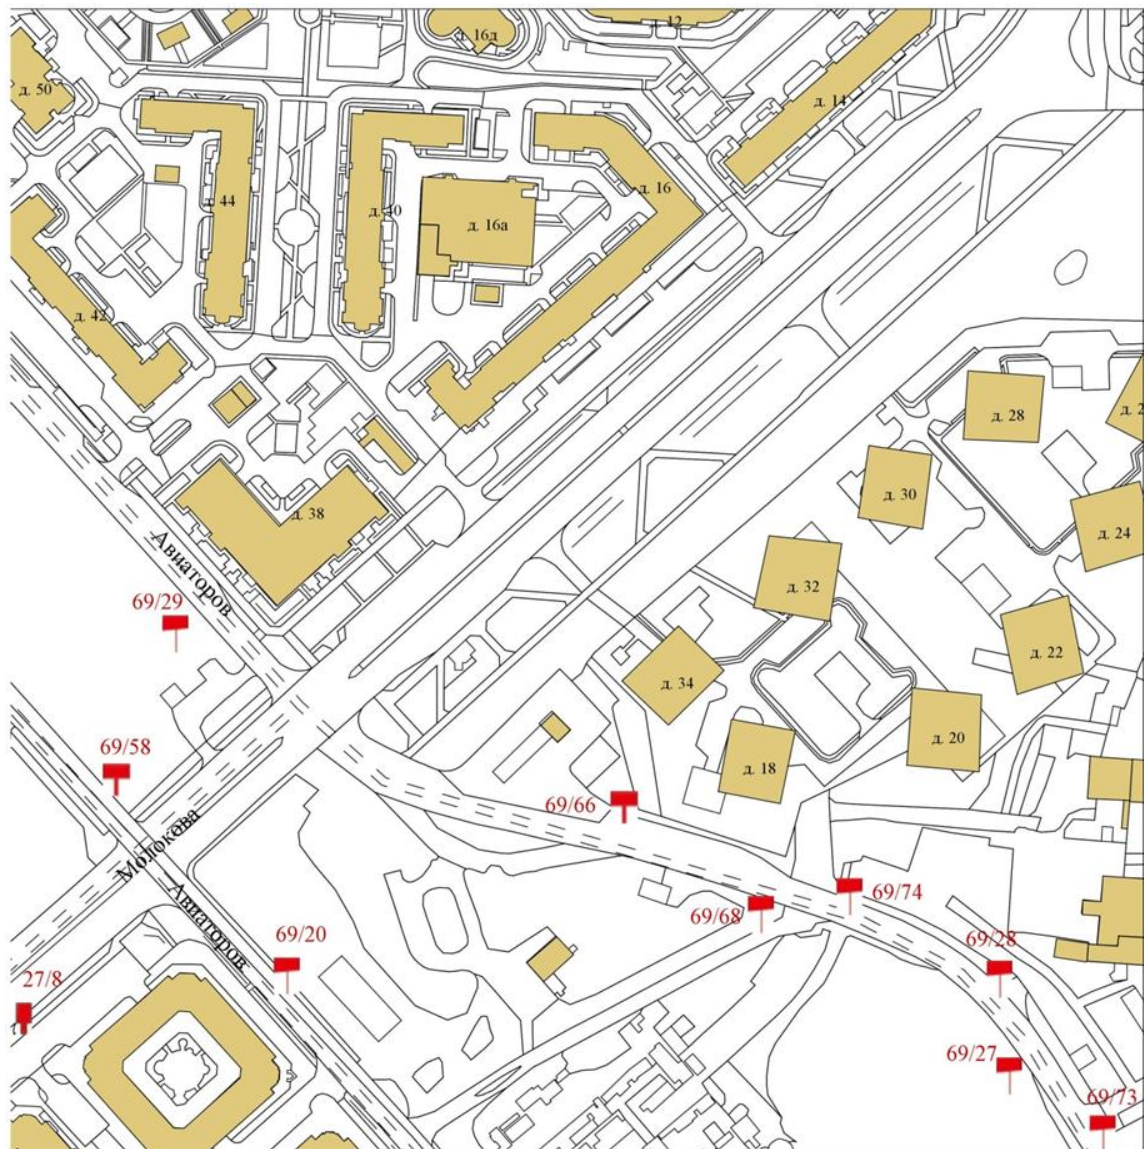 д. 12
д. 16д
д. 50
д. 14
д. 16
д. 44
д. 40
д. 16а
д. 42
д. 28
д. 2
д. 30
д. 38
д. 24
Авиаторов
д. 32
69/29
д. 22
д. 34
д. 20
69/58
д. 18
69/66
Молокова
69/74
Авиаторов
69/68
69/20
69/28
27/8
69/27
69/73